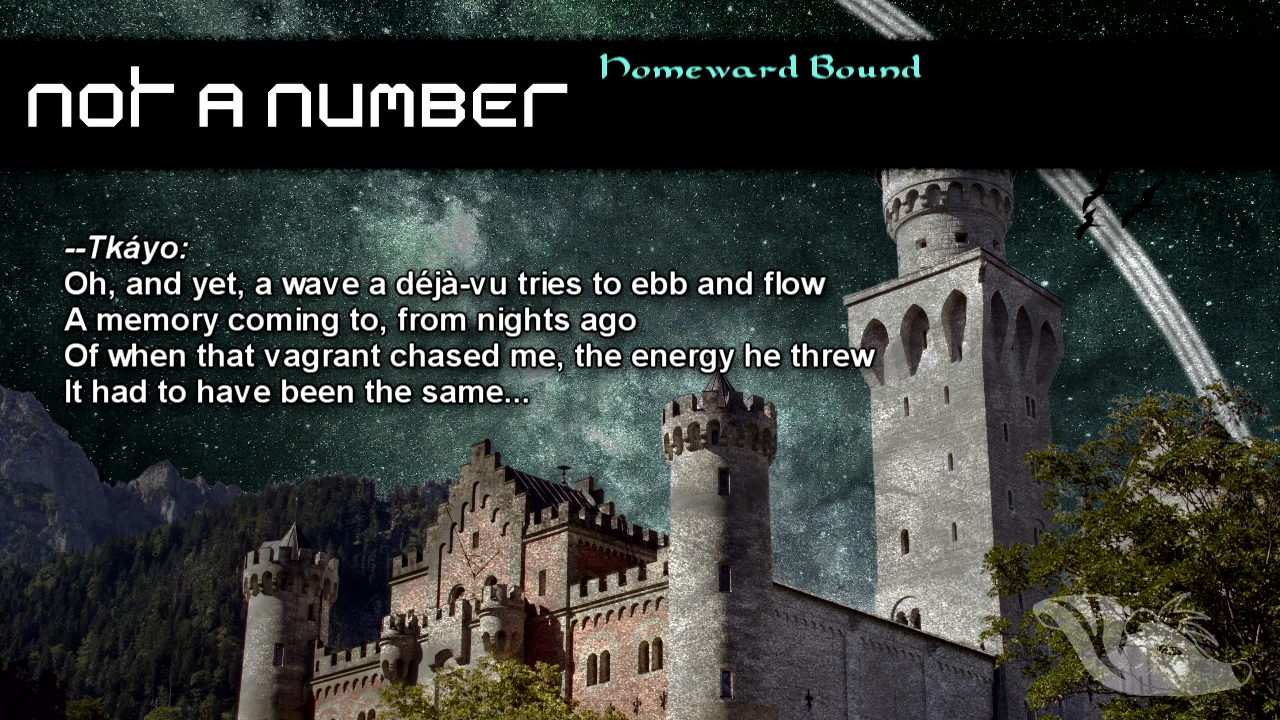 not a number
Homeward Bound
--Tkáyo:
Oh, and yet, a wave a déjà-vu tries to ebb and flow
A memory coming to, from nights ago
Of when that vagrant chased me, the energy he threw
It had to have been the same...